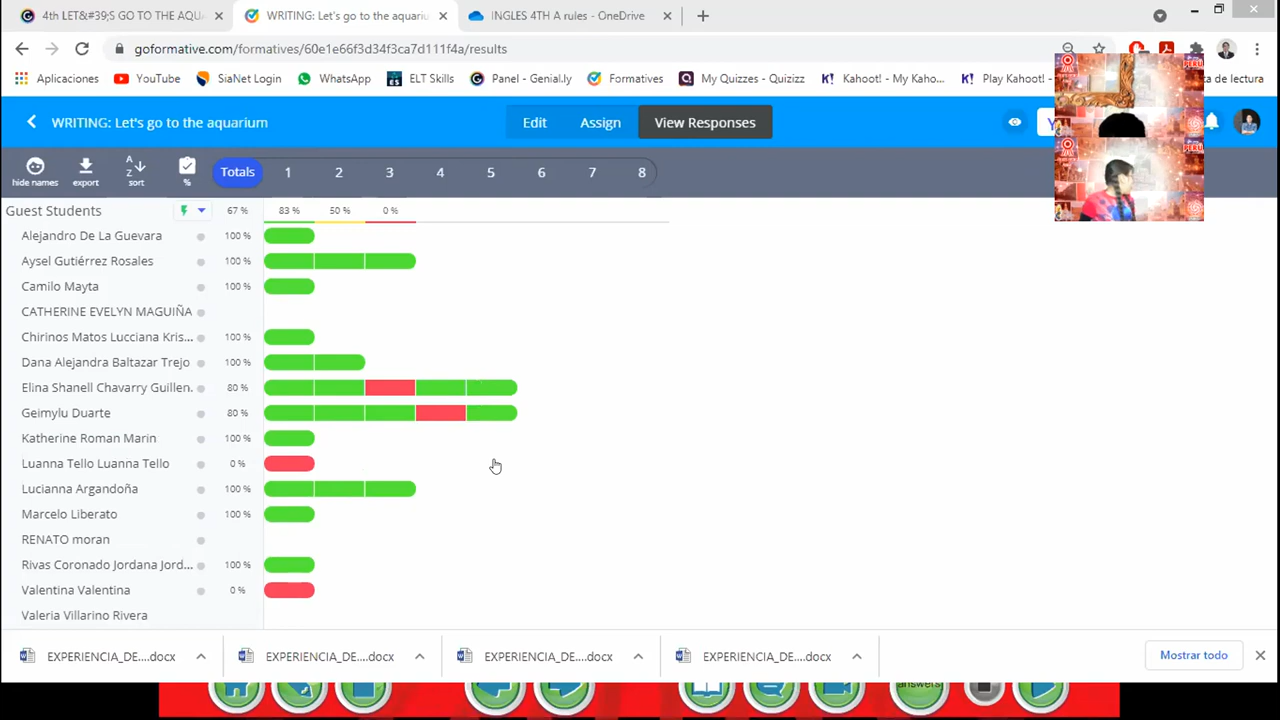 4th LET&#39;S GO TO THE AQU
WRITING: Let's go to the aquariu
INGLES 4TH A rules - OneDrive
goformative.com/formatives/60e1e66f3d34f3ca7d111f4a/results
Aplicaciones YouTube SiaNet Login WhatsApp ELT Skills Panel - Genial.ly Formatives My Quizzes - Quizizz Kahoot! - My Kaho... Play Kahoot! ta de lectura
WRITING: Let's go to the aquarium
Edit Assign View Responses
hide names export sort %
Totals 1 2 3 4 5 6 7 8
Guest Students 67 % 83 % 50 % 0 %
Alejandro De La Guevara 100 %
Aysel Gutiérrez Rosales 100 %
Camilo Mayta 100 %
CATHERINE EVELYN MAGUIÑA
Chirinos Matos Lucciana Kris... 100 %
Dana Alejandra Baltazar Trejo 100 %
Elina Shanell Chavarry Guillen. 80 %
Geimylu Duarte 80 %
Katherine Roman Marin 100 %
Luanna Tello Luanna Tello 0 %
Lucianna Argandoña 100 %
Marcelo Liberato 100 %
RENATO moran
Rivas Coronado Jordana Jord... 100 %
Valentina Valentina 0 %
Valeria Villarino Rivera
EXPERIENCIA_DE....docx EXPERIENCIA_DE....docx EXPERIENCIA_DE....docx EXPERIENCIA_DE....docx Mostrar todo
answers